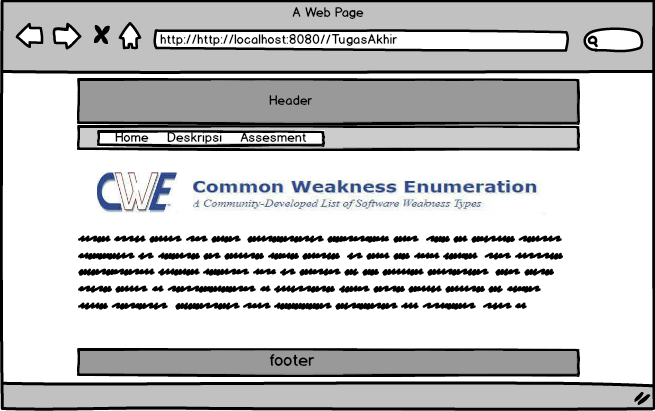 A Web Page
http://http://localhost:8080//TugasAkhir
Header
Home Deskripsi Assesment
CWE Common Weakness Enumeration
A Community-Developed List of Software Weakness Types
footer